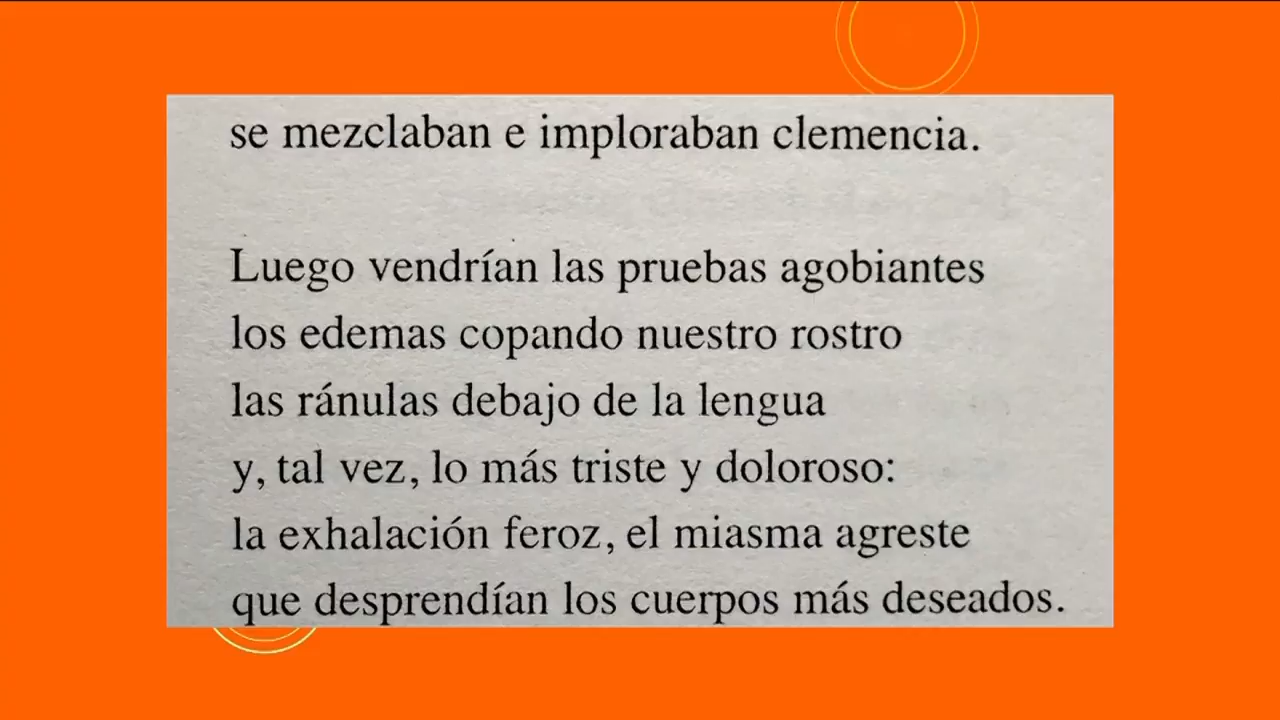 se mezclaban e imploraban clemencia.
Luego vendrían las pruebas agobiantes
los edemas copando nuestro rostro
las ránulas debajo de la lengua
y, tal vez, lo más triste y doloroso:
la exhalación feroz, el miasma agreste
que desprendían los cuerpos más deseados.